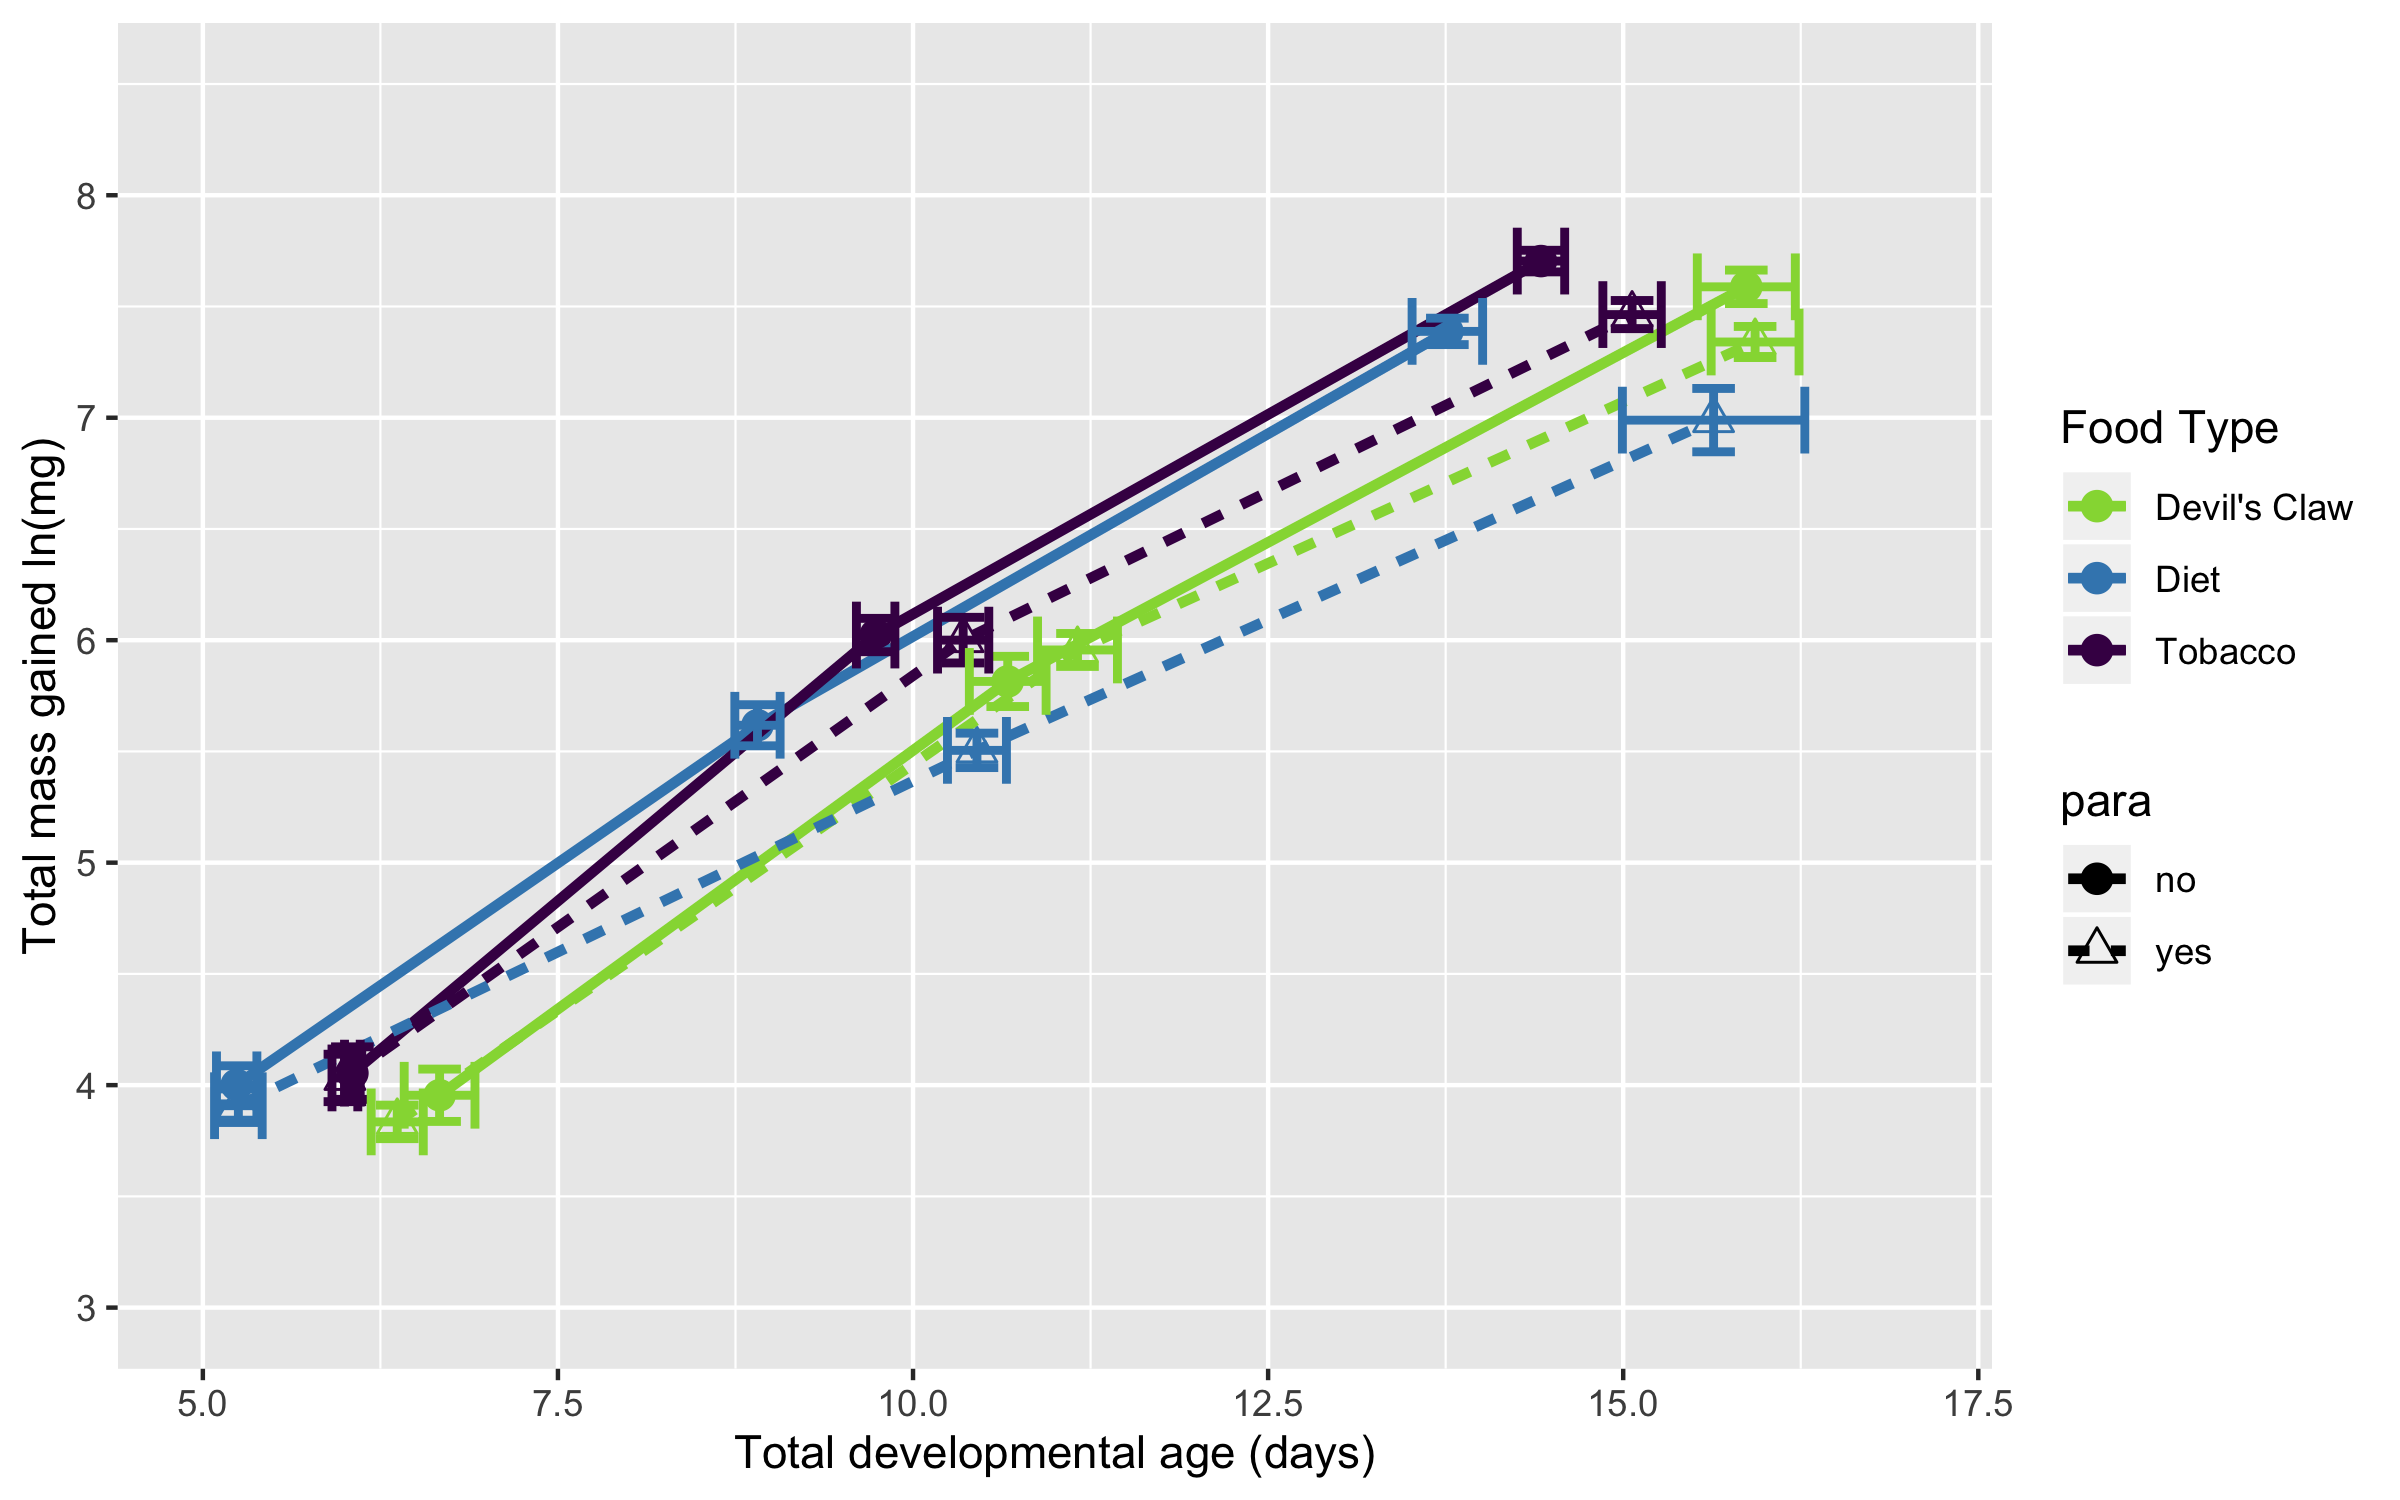 8
7
6
5
4
3
Total mass gained ln(mg)
5.0 7.5 10.0 12.5 15.0 17.5
Total developmental age (days)
Food Type
Devil's Claw
Diet
Tobacco
para
no
yes